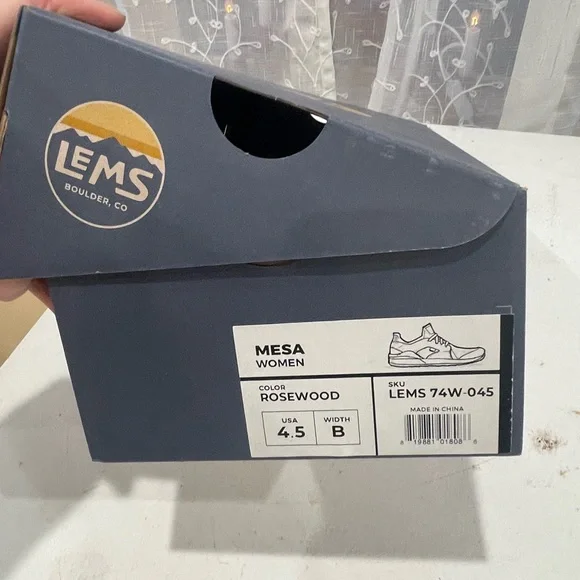 LEMS
BOULDER, CO
MESA
WOMEN
COLOR
ROSEWOOD
USA
4.5
WIDTH
B
SKU
LEMS 74W-045
MADE IN CHINA
8 19881 01808 8